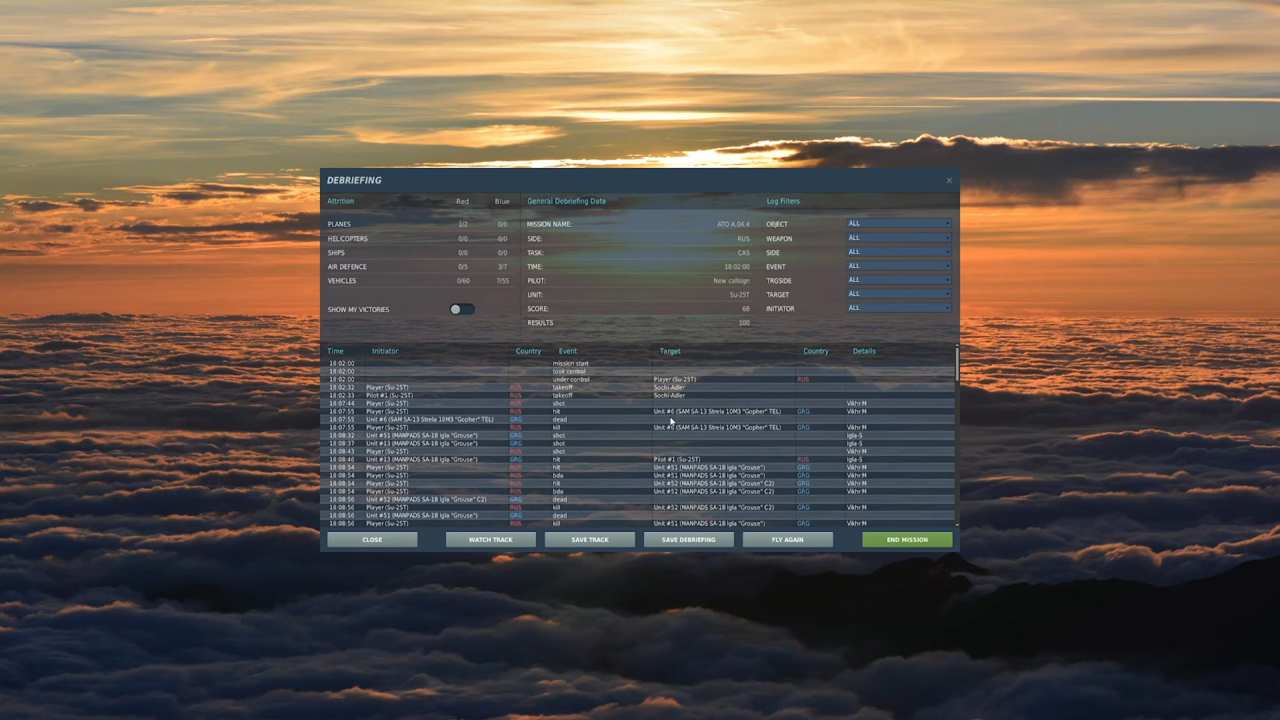 DEBRIEFING ×
Attrition Red Blue General Debriefing Data Log Filters
PLANES 1/2 0/0 MISSION NAME: ATO A.04.4 OBJECT ALL
HELICOPTERS 0/0 0/0 SIDE: RUS WEAPON ALL
SHIPS 0/0 0/0 TASK: CAS SIDE ALL
AIR DEFENCE 0/5 3/7 TIME: 18:02:00 EVENT ALL
VEHICLES 0/60 7/55 PILOT: New callsign TRGSIDE ALL
UNIT: Su-25T TARGET ALL
SHOW MY VICTORIES SCORE: 68 INITIATOR ALL
RESULTS 100
Time Initiator Country Event Target Country Details
18:02:00 mission start
18:02:00 took control
18:02:00 under control Player (Su-25T) RUS
18:02:32 Player (Su-25T) RUS takeoff Sochi-Adler
18:02:33 Pilot #1 (Su-25T) RUS takeoff Sochi-Adler
18:07:44 Player (Su-25T) RUS shot Vikhr M
18:07:55 Player (Su-25T) RUS hit Unit #6 (SAM SA-13 Strela 10M3 "Gopher" TEL) GRG Vikhr M
18:07:55 Unit #6 (SAM SA-13 Strela 10M3 "Gopher" TEL) GRG dead
18:07:55 Player (Su-25T) RUS kill Unit #6 (SAM SA-13 Strela 10M3 "Gopher" TEL) GRG Vikhr M
18:08:32 Unit #51 (MANPADS SA-18 Igla "Grouse") GRG shot Igla-S
18:08:37 Unit #13 (MANPADS SA-18 Igla "Grouse") GRG shot Igla-S
18:08:43 Player (Su-25T) RUS shot Vikhr M
18:08:46 Unit #13 (MANPADS SA-18 Igla "Grouse") GRG hit Pilot #1 (Su-25T) RUS Igla-S
18:08:54 Player (Su-25T) RUS hit Unit #51 (MANPADS SA-18 Igla "Grouse") GRG Vikhr M
18:08:54 Player (Su-25T) RUS bda Unit #51 (MANPADS SA-18 Igla "Grouse") GRG Vikhr M
18:08:54 Player (Su-25T) RUS hit Unit #52 (MANPADS SA-18 Igla "Grouse" C2) GRG Vikhr M
18:08:54 Player (Su-25T) RUS bda Unit #52 (MANPADS SA-18 Igla "Grouse" C2) GRG Vikhr M
18:08:56 Unit #52 (MANPADS SA-18 Igla "Grouse" C2) GRG dead
18:08:56 Player (Su-25T) RUS kill Unit #52 (MANPADS SA-18 Igla "Grouse" C2) GRG Vikhr M
18:08:56 Unit #51 (MANPADS SA-18 Igla "Grouse") GRG dead
18:08:56 Player (Su-25T) RUS kill Unit #51 (MANPADS SA-18 Igla "Grouse") GRG Vikhr M
CLOSE WATCH TRACK SAVE TRACK SAVE DEBRIEFING FLY AGAIN END MISSION